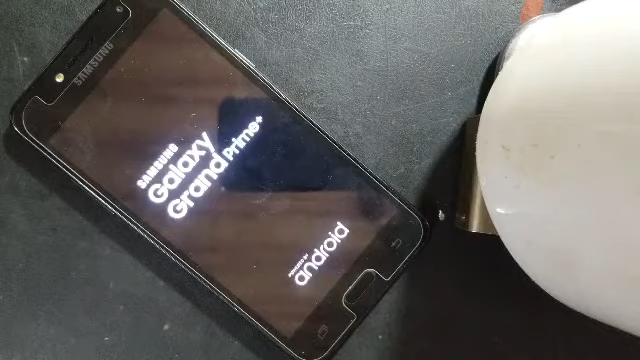 SAMSUNG
SAMSUNG
Galaxy
Grand Prime+
POWERED BY
android